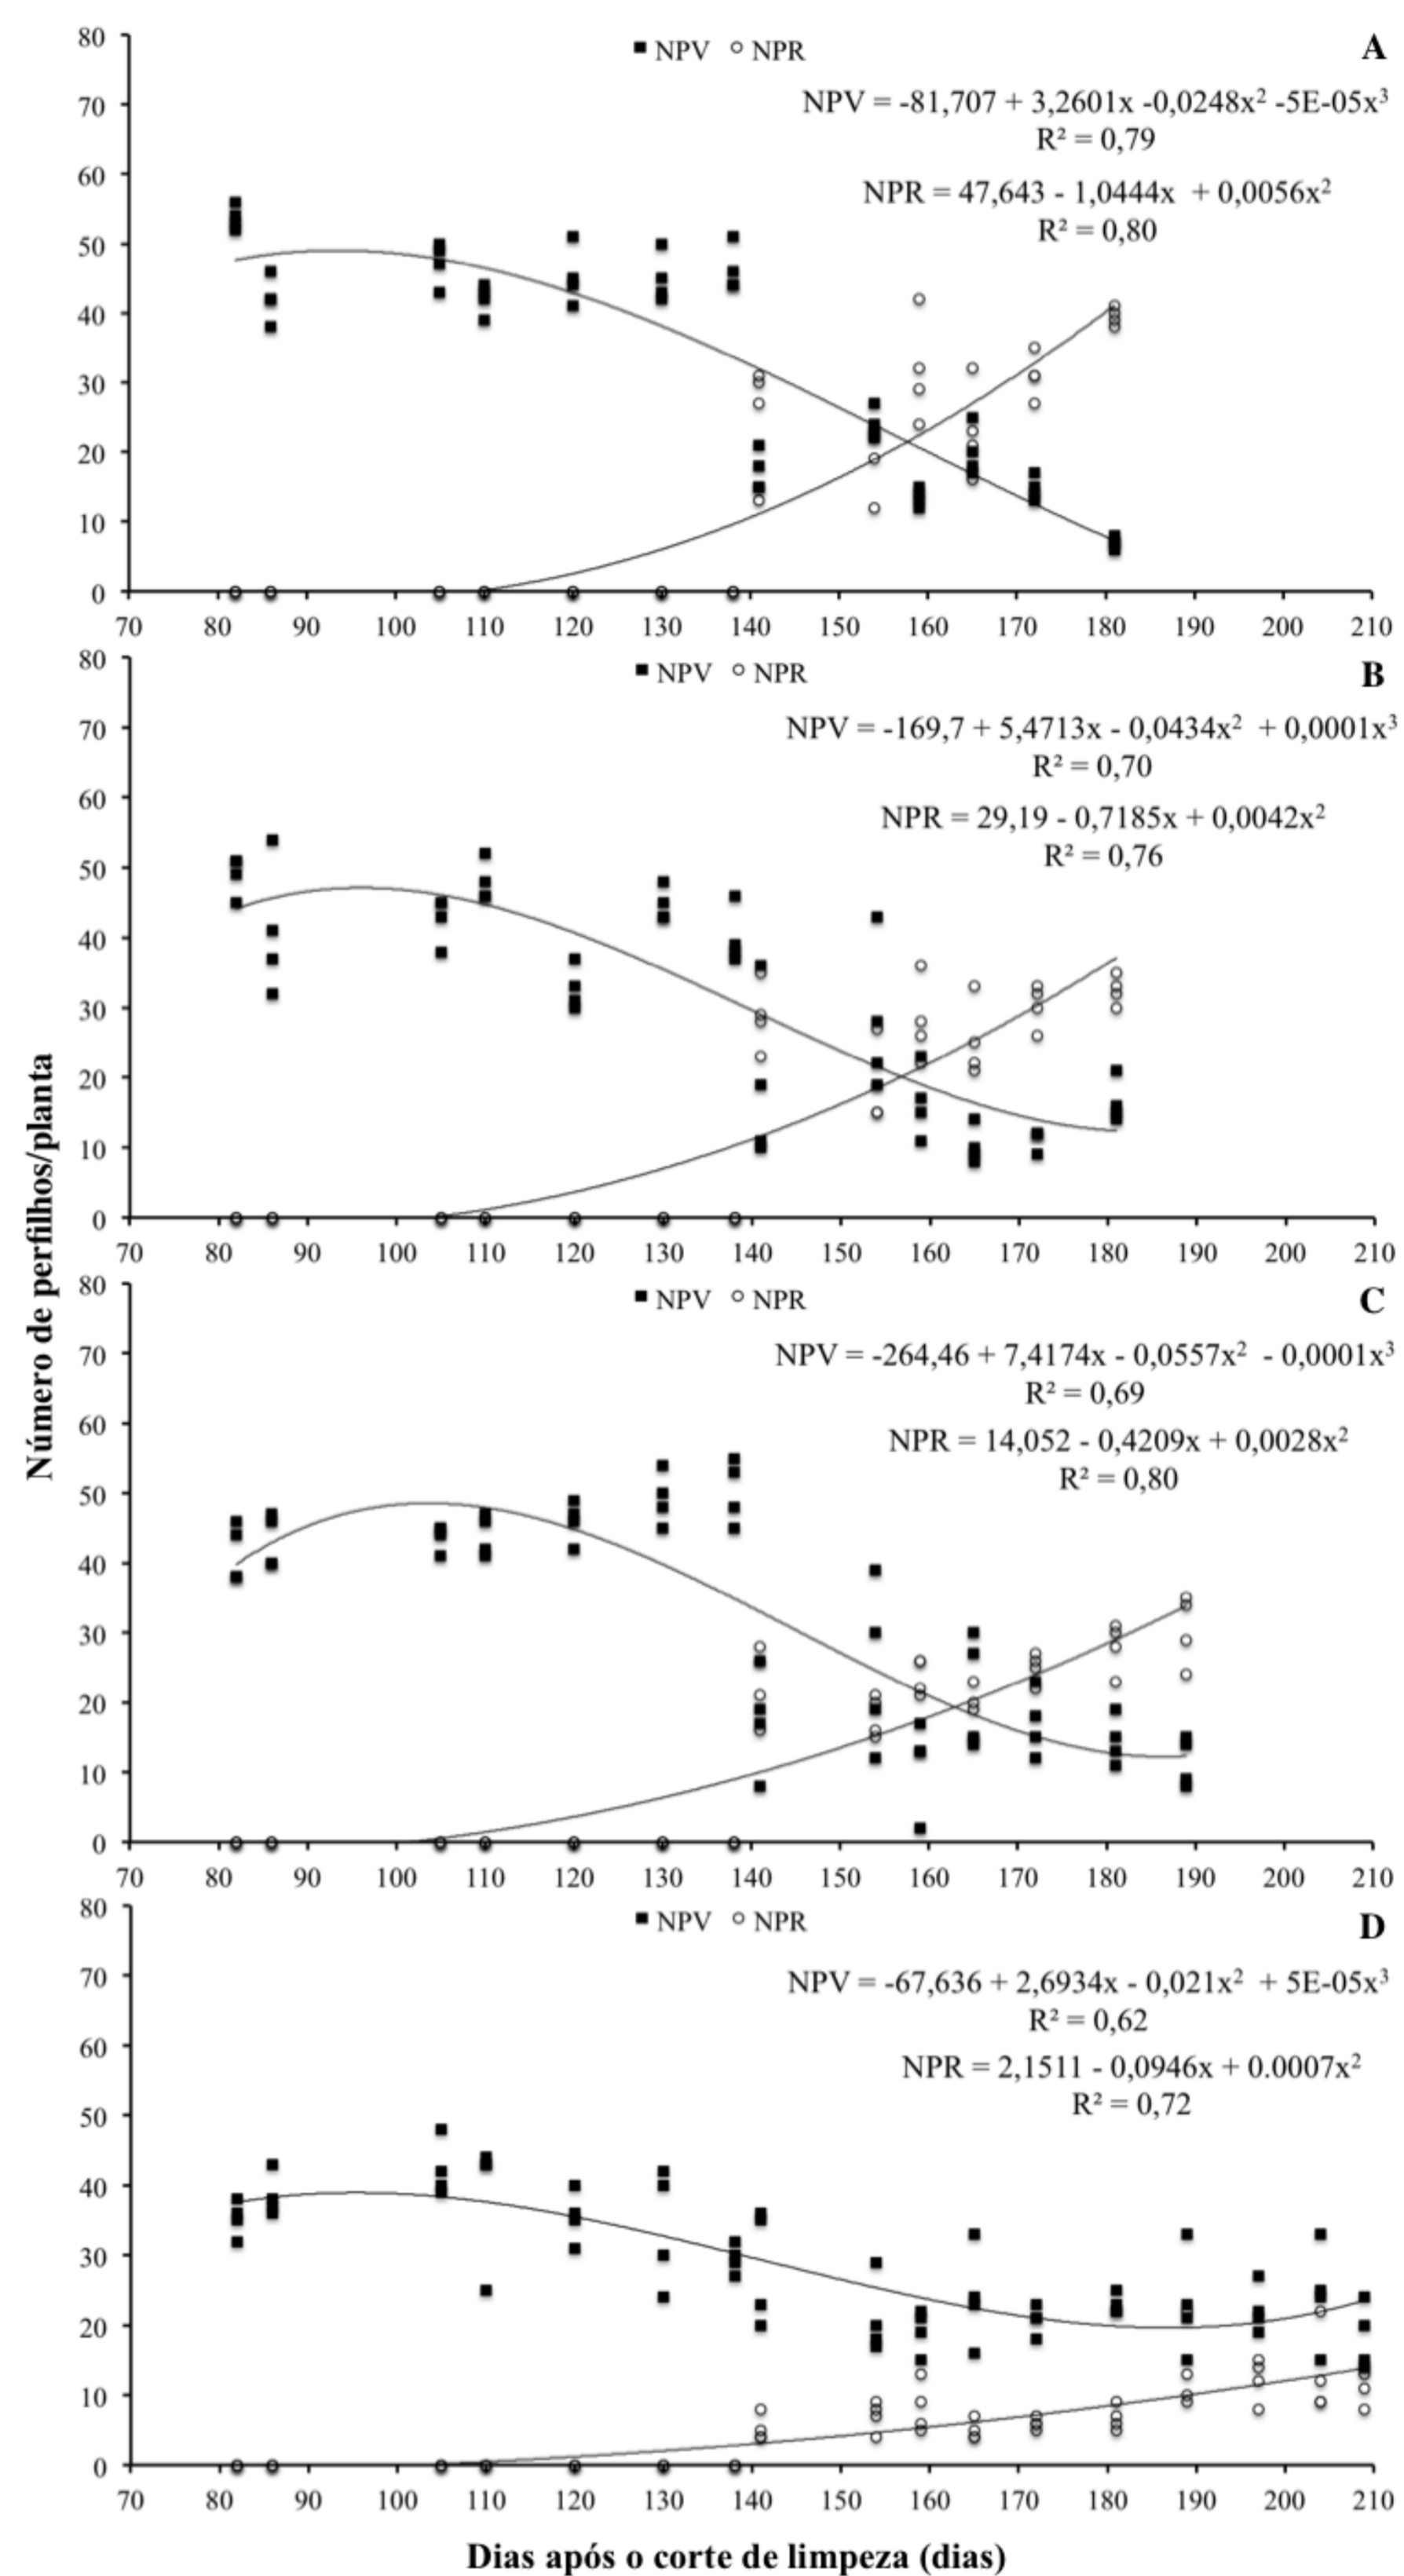 Número de perfilhos/planta
80
NPV NPR
A
NPV = -81,707 + 3,2601x -0,0248x² -5E-05x³
R² = 0,79
NPR = 47,643 - 1,0444x + 0,0056x²
R² = 0,80
70
60
50
40
30
20
10
0
70 80 90 100 110 120 130 140 150 160 170 180 190 200 210
80
NPV NPR
B
NPV = -169,7 + 5,4713x - 0,0434x² + 0,0001x³
R² = 0,70
NPR = 29,19 - 0,7185x + 0,0042x²
R² = 0,76
70
60
50
40
30
20
10
0
70 80 90 100 110 120 130 140 150 160 170 180 190 200 210
80
NPV NPR
C
NPV = -264,46 + 7,4174x - 0,0557x² - 0,0001x³
R² = 0,69
NPR = 14,052 - 0,4209x + 0,0028x²
R² = 0,80
70
60
50
40
30
20
10
0
70 80 90 100 110 120 130 140 150 160 170 180 190 200 210
80
NPV NPR
D
NPV = -67,636 + 2,6934x - 0,021x² + 5E-05x³
R² = 0,62
NPR = 2,1511 - 0,0946x + 0.0007x²
R² = 0,72
70
60
50
40
30
20
10
0
70 80 90 100 110 120 130 140 150 160 170 180 190 200 210
Dias após o corte de limpeza (dias)